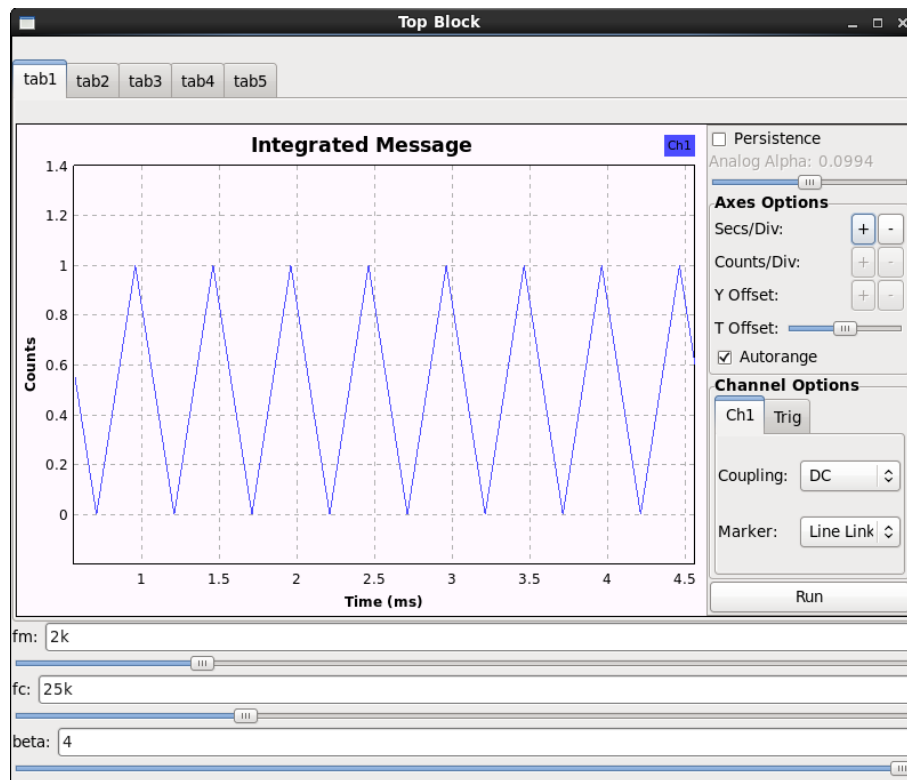 Top Block
tab1 tab2 tab3 tab4 tab5
Integrated Message
Ch1
1.4
1.2
1
0.8
0.6
0.4
0.2
0
Counts
1 1.5 2 2.5 3 3.5 4 4.5
Time (ms)
Persistence
Analog Alpha: 0.0994
Axes Options
Secs/Div: + -
Counts/Div: + -
Y Offset: + -
T Offset:
Autorange
Channel Options
Ch1 Trig
Coupling: DC
Marker: Line Link
Run
fm: 2k
fc: 25k
beta: 4